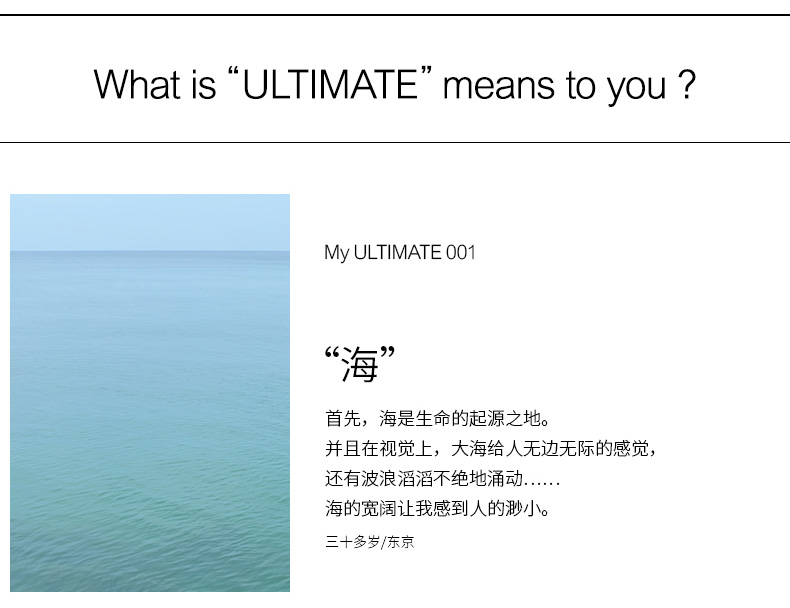 What is “ULTIMATE” means to you ?
My ULTIMATE 001
“海”
首先，海是生命的起源之地。
并且在视觉上，大海给人无边无际的感觉，
还有波浪滔滔不绝地涌动……
海的宽阔让我感到人的渺小。
三十多岁/东京